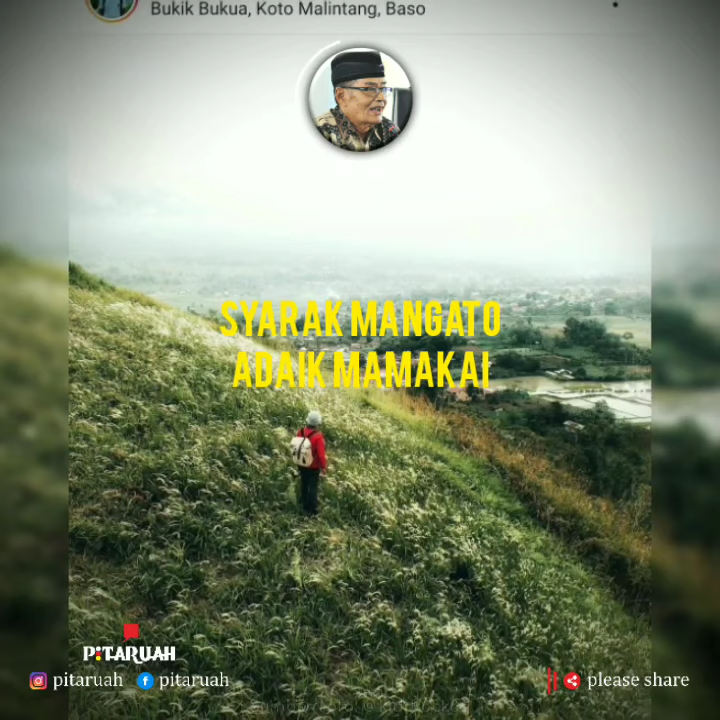 Bukik Bukua, Koto Malintang, Baso
SYARAK MANGATO
ADAIK MAMAKAI
PITARUAH
pitaruah pitaruah
please share